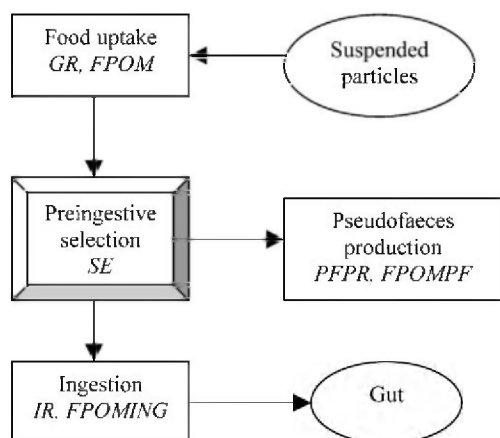 Food uptake
GR, FPOM
Suspended
particles
Preingestive
selection
SE
Pseudofaeces
production
PFPR, FPOMPF
Ingestion
IR, FPOMING
Gut